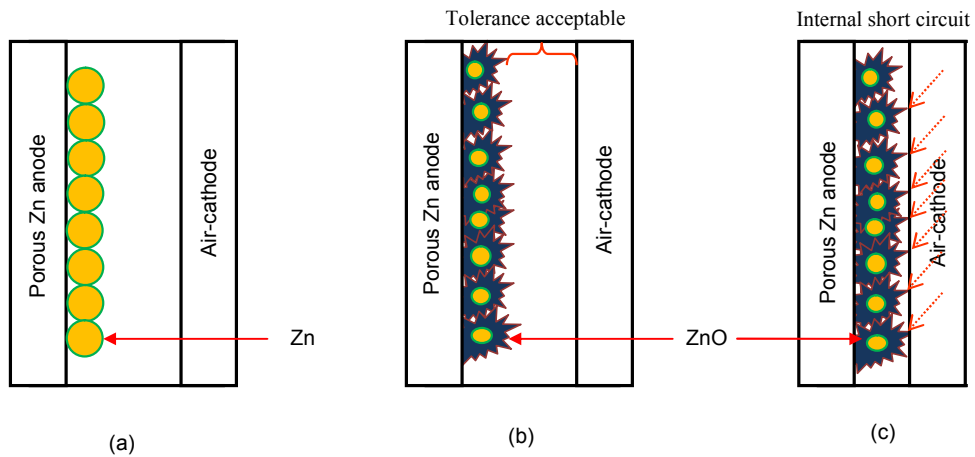 Tolerance acceptable
Internal short circuit
Porous Zn anode
Air-cathode
Zn
Porous Zn anode
Air-cathode
ZnO
Porous Zn anode
Air-cathode
(a)
(b)
(c)